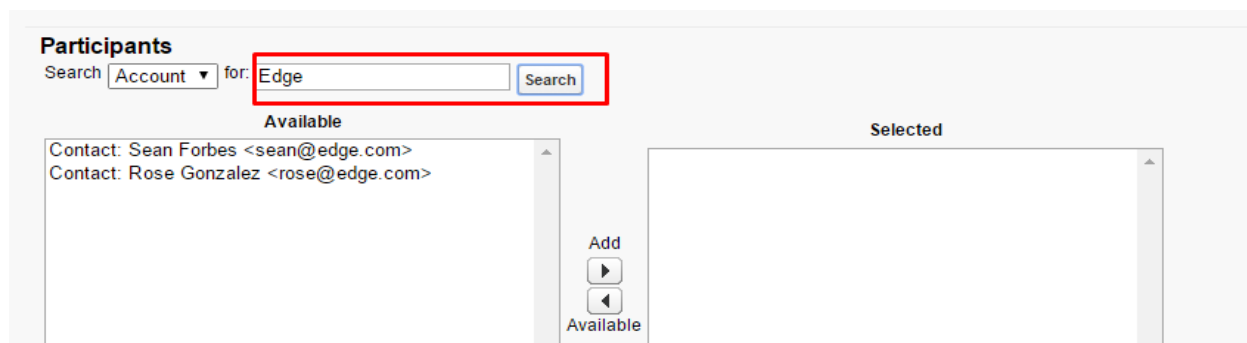 Participants
Search Account ▼ for: Edge Search
Available
Selected
Contact: Sean Forbes <sean@edge.com>
Contact: Rose Gonzalez <rose@edge.com>
Add
Available